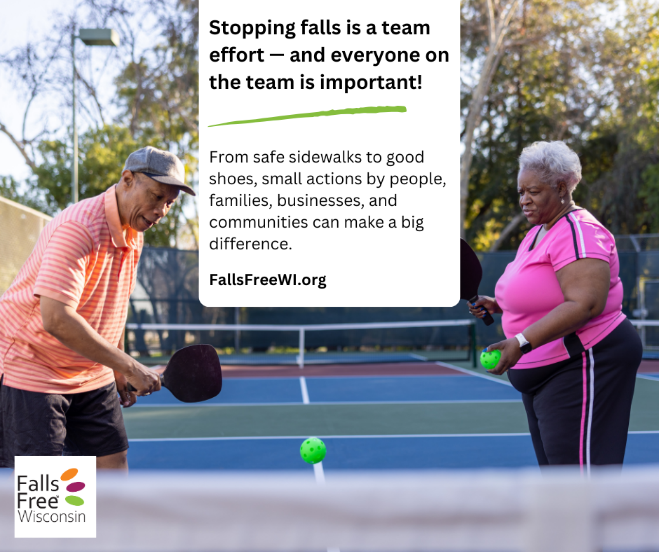 Stopping falls is a team
effort — and everyone on
the team is important!
From safe sidewalks to good
shoes, small actions by people,
families, businesses, and
communities can make a big
difference.
FallsFreeWI.org
Falls
Free
Wisconsin